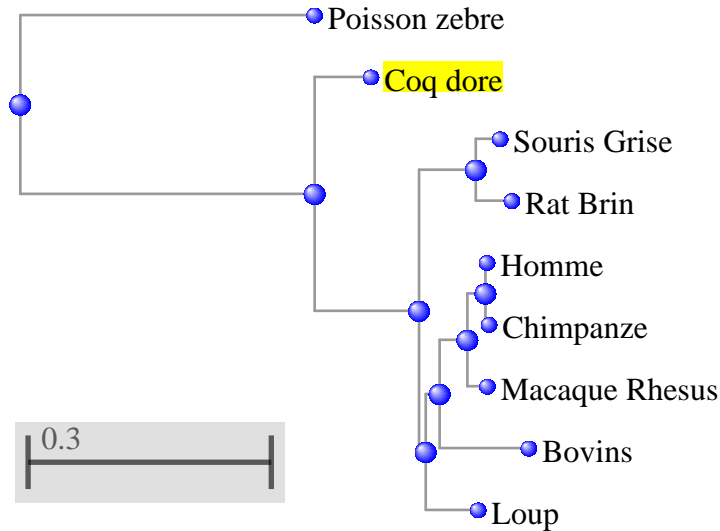 Poisson zebre
Coq dore
Souris Grise
Rat Brin
Homme
Chimpanze
Macaque Rhesus
0.3
Bovins
Loup